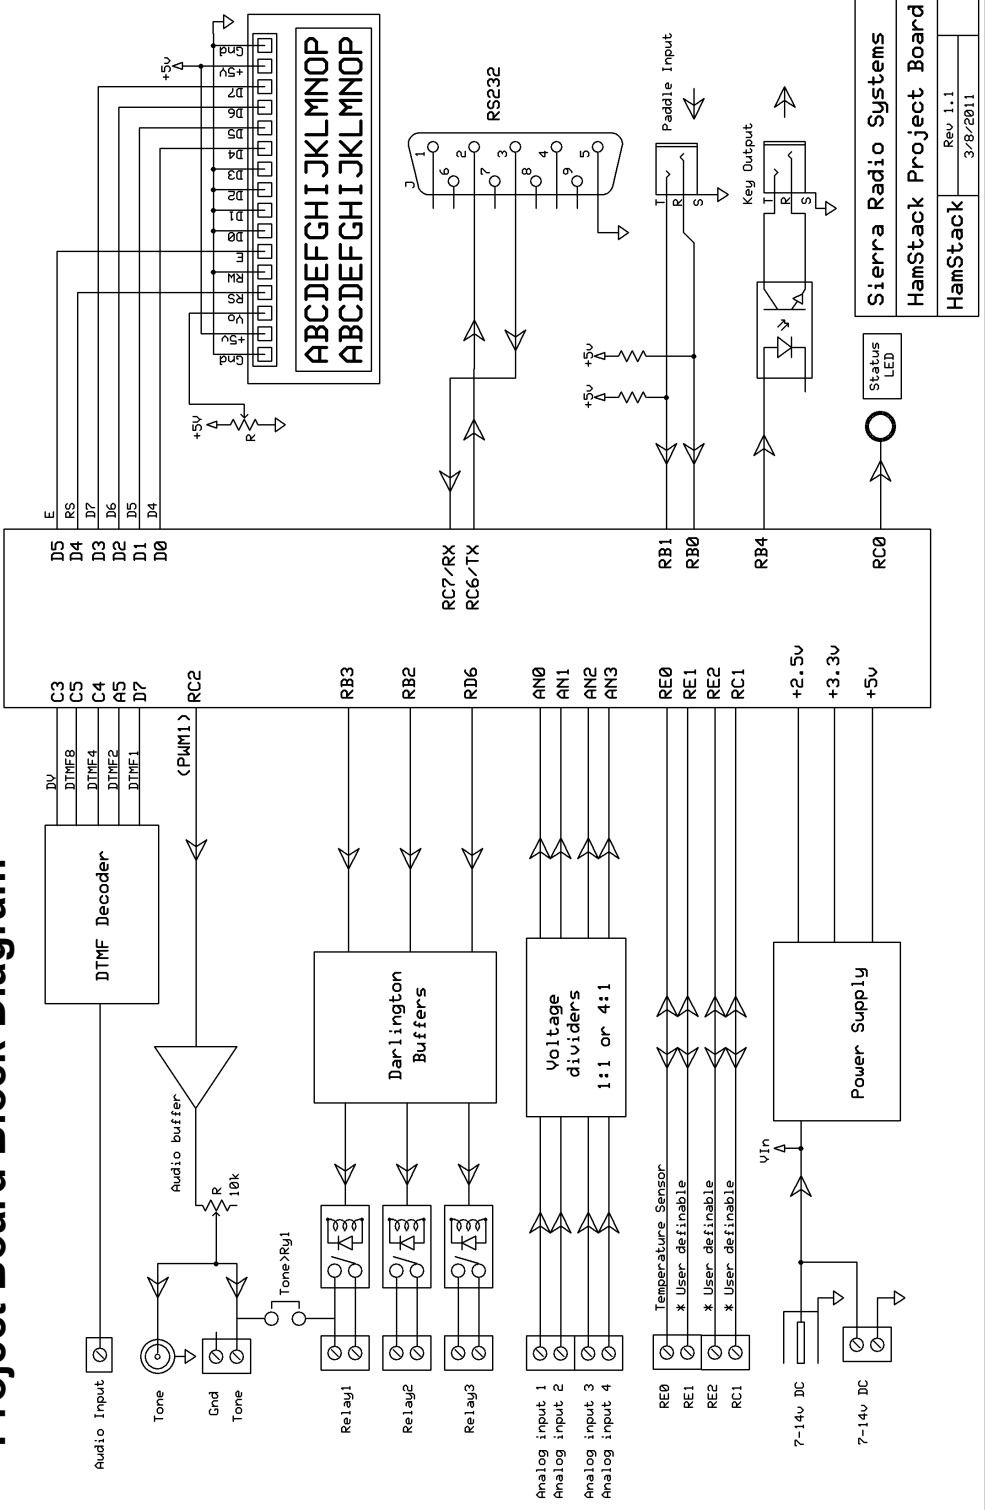 Project Board Block Diagram
Audio Input
DTMF Decoder
DV
DTMF8
DTMF4
DTMF2
DTMF1
C3
C5
C4
A5
D7
Tone
Gnd
Tone
R
10k
Audio buffer
(PWM1)
RC2
Tone>Ry1
Relay1
Relay2
Relay3
Darlington
Buffers
RB3
RB2
RD6
Analog input 1
Analog input 2
Analog input 3
Analog input 4
Voltage
dividers
1:1 or 4:1
AN0
AN1
AN2
AN3
RE0
RE1
RE2
RC1
Temperature Sensor
* User definable
* User definable
* User definable
RE0
RE1
RE2
RC1
7-14v DC
7-14v DC
VIn
Power Supply
+2.5v
+3.3v
+5v
D5
D4
D3
D2
D1
D0
E
RS
D7
D6
D5
D4
+5v
R
+5v
Gnd
+5v
Vo
RS
RW
E
D0
D1
D2
D3
D4
D5
D6
D7
+5v
Gnd
ABCDEFGHIJKLMNOP
ABCDEFGHIJKLMNOP
RC7/RX
RC6/TX
J
1
2
3
4
5
6
7
8
9
RS232
RB1
RB0
+5v
+5v
T
R
S
Paddle Input
RB4
T
R
S
Key Output
RC0
Status
LED
Sierra Radio Systems
HamStack Project Board
HamStack
Rev 1.1
3/8/2011